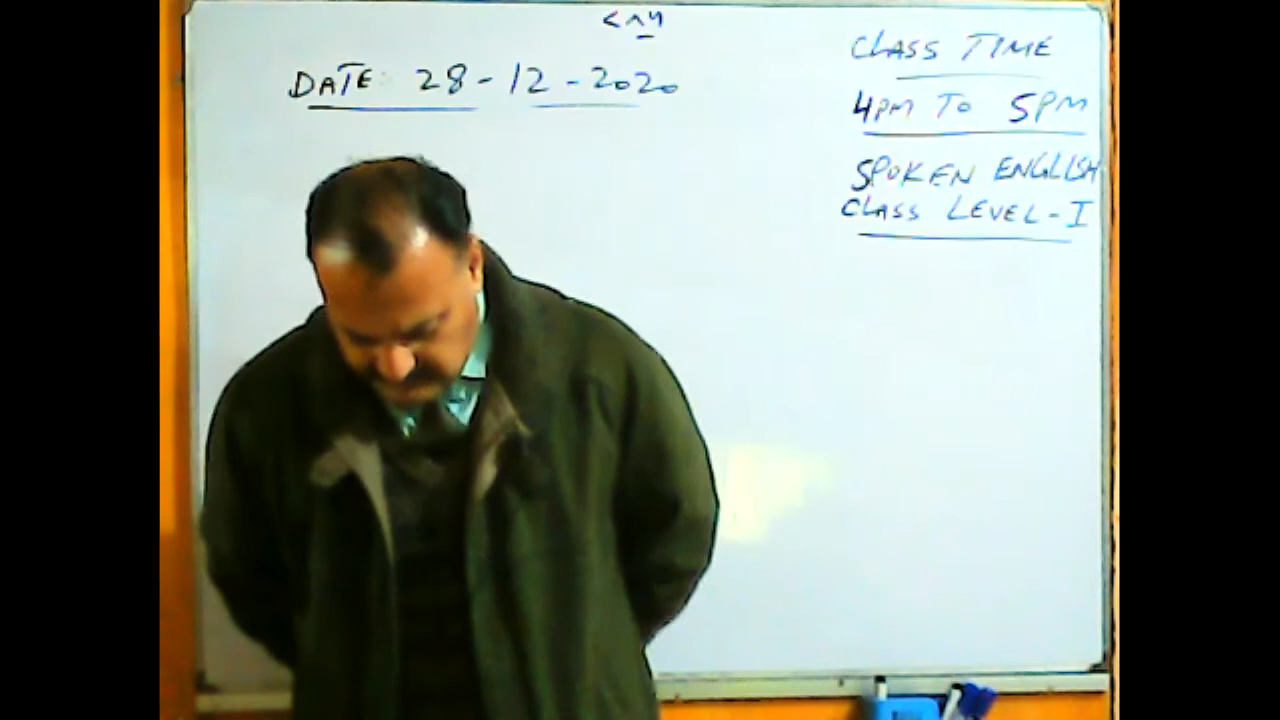 DATE: 28-12-2020
CLASS TIME
4PM TO 5PM
SPOKEN ENGLISH
CLASS LEVEL-I